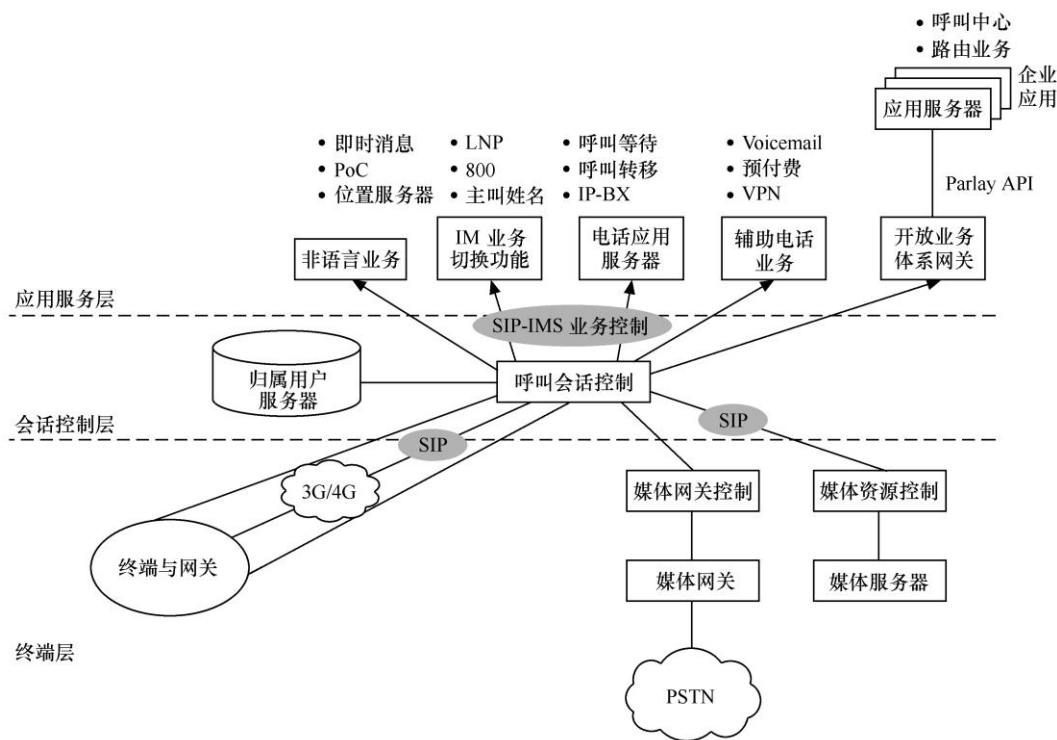 • 呼叫中心
• 路由业务
企业
应用
应用服务器
• 即时消息
• PoC
• 位置服务器
• LNP
• 800
• 主叫姓名
• 呼叫等待
• 呼叫转移
• IP-BX
• Voicemail
• 预付费
• VPN
Parlay API
非语言业务
IM 业务
切换功能
电话应用
服务器
辅助电话
业务
开放业务
体系网关
应用服务层
SIP-IMS 业务控制
归属用户
服务器
呼叫会话控制
会话控制层
SIP
SIP
3G/4G
媒体网关控制
媒体资源控制
终端与网关
媒体网关
媒体服务器
终端层
PSTN